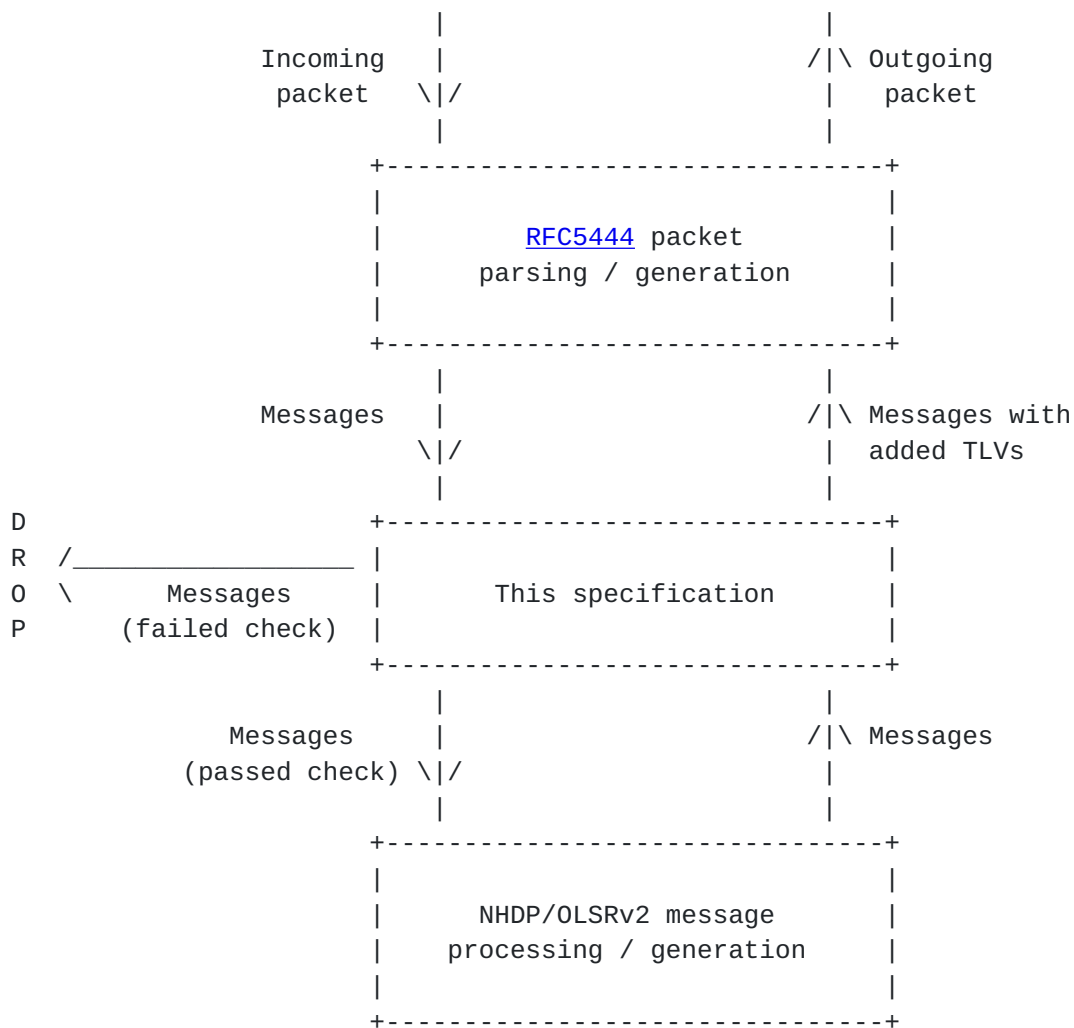 Incoming Outgoing
packet packet
RFC5444 packet
parsing / generation
Messages Messages with
added TLVs
D
R
O Messages This specification
P (failed check)
Messages Messages
(passed check)
NHDP/OLSRv2 message
processing / generation